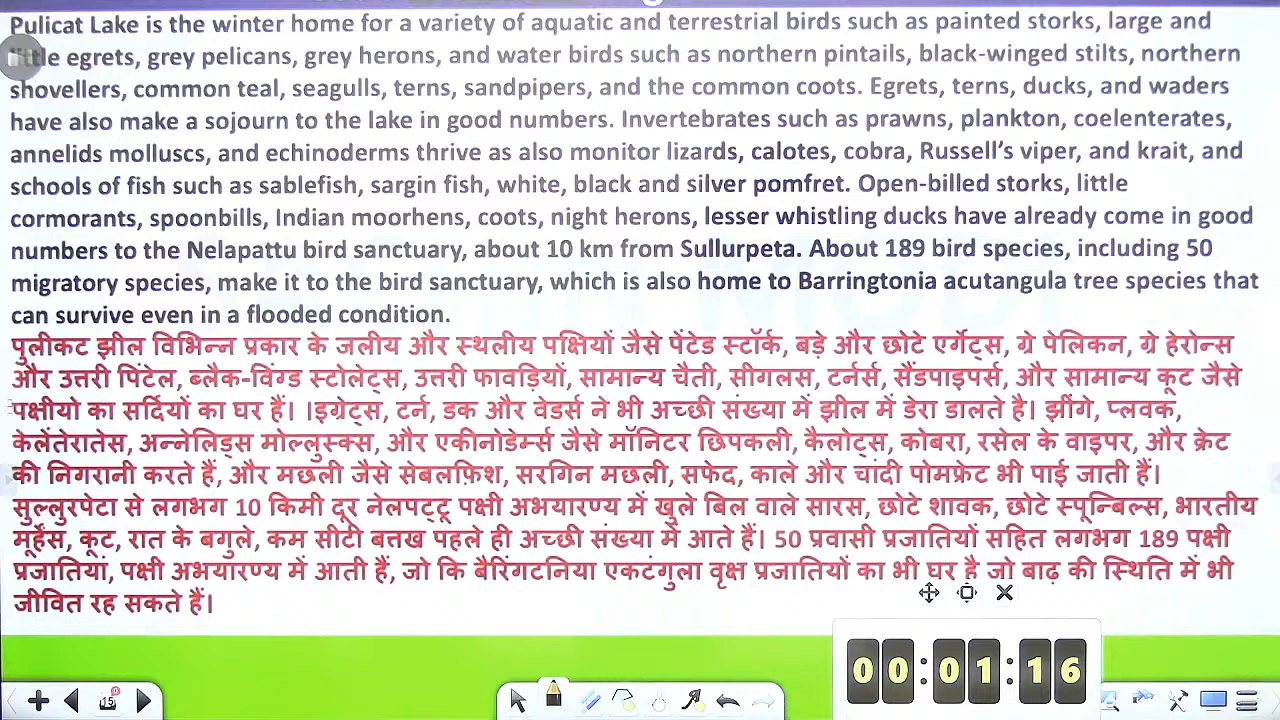 Pulicat Lake is the winter home for a variety of aquatic and terrestrial birds such as painted storks, large and
little egrets, grey pelicans, grey herons, and water birds such as northern pintails, black-winged stilts, northern
shovellers, common teal, seagulls, terns, sandpipers, and the common coots. Egrets, terns, ducks, and waders
have also make a sojourn to the lake in good numbers. Invertebrates such as prawns, plankton, coelenterates,
annelids molluscs, and echinoderms thrive as also monitor lizards, calotes, cobra, Russell’s viper, and krait, and
schools of fish such as sablefish, sargin fish, white, black and silver pomfret. Open-billed storks, little
cormorants, spoonbills, Indian moorhens, coots, night herons, lesser whistling ducks have already come in good
numbers to the Nelapattu bird sanctuary, about 10 km from Sullurpeta. About 189 bird species, including 50
migratory species, make it to the bird sanctuary, which is also home to Barringtonia acutangula tree species that
can survive even in a flooded condition.
पुलीकट झील विभिन्न प्रकार के जलीय और स्थलीय पक्षियों जैसे पेंटेड स्टॉर्क, बड़े और छोटे एर्गेट्स, ग्रे पेलिकन, ग्रे हेरोन्स
और उत्तरी पिंटेल, ब्लैक-विंग्ड स्टोलेट्स, उत्तरी फावड़ियों, सामान्य चैती, सीगलस, टर्नर्स, सैंडपाइपर्स, और सामान्य कूट जैसे
पक्षीयो का सर्दियों का घर हैं। ।इग्रेट्स, टर्न, डक और वेडर्स ने भी अच्छी संख्या में झील में डेरा डालते है। झींगे, प्लवक,
केलेंतेरातेस, अन्नेलिड्स मोल्लुस्क्स, और एकीनोडेर्म्स जैसे मॉनिटर छिपकली, कैलोट्स, कोबरा, रसेल के वाइपर, और क्रेट
की निगरानी करते हैं, और मछली जैसे सेबलफ़िश, सरगिन मछली, सफेद, काले और चांदी पोमफ्रेट भी पाई जाती हैं।
सुल्लुरपेटा से लगभग 10 किमी दूर नेलपट्टू पक्षी अभयारण्य में खुले बिल वाले सारस, छोटे शावक, छोटे स्पून्बिल्स, भारतीय
मूर्हेंस, कूट, रात के बगुले, कम सीटी बत्तख पहले ही अच्छी संख्या में आते हैं। 50 प्रवासी प्रजातियों सहित लगभग 189 पक्षी
प्रजातियां, पक्षी अभयारण्य में आती हैं, जो कि बैरिंगटनिया एकटंगुला वृक्ष प्रजातियों का भी घर है जो बाढ़ की स्थिति में भी
जीवित रह सकते हैं।
00:01:16
15